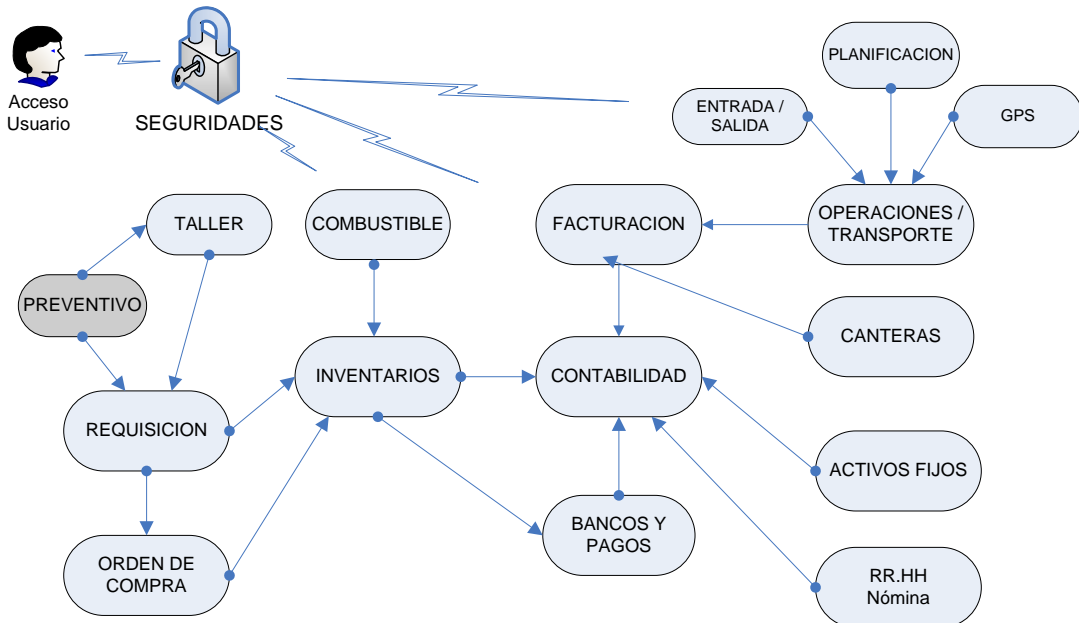 Acceso
Usuario
SEGURIDADES
PLANIFICACION
ENTRADA /
SALIDA
GPS
TALLER
COMBUSTIBLE
FACTURACION
OPERACIONES /
TRANSPORTE
PREVENTIVO
CANTERAS
INVENTARIOS
CONTABILIDAD
REQUISICION
ACTIVOS FIJOS
BANCOS Y
PAGOS
ORDEN DE
COMPRA
RR.HH
Nómina